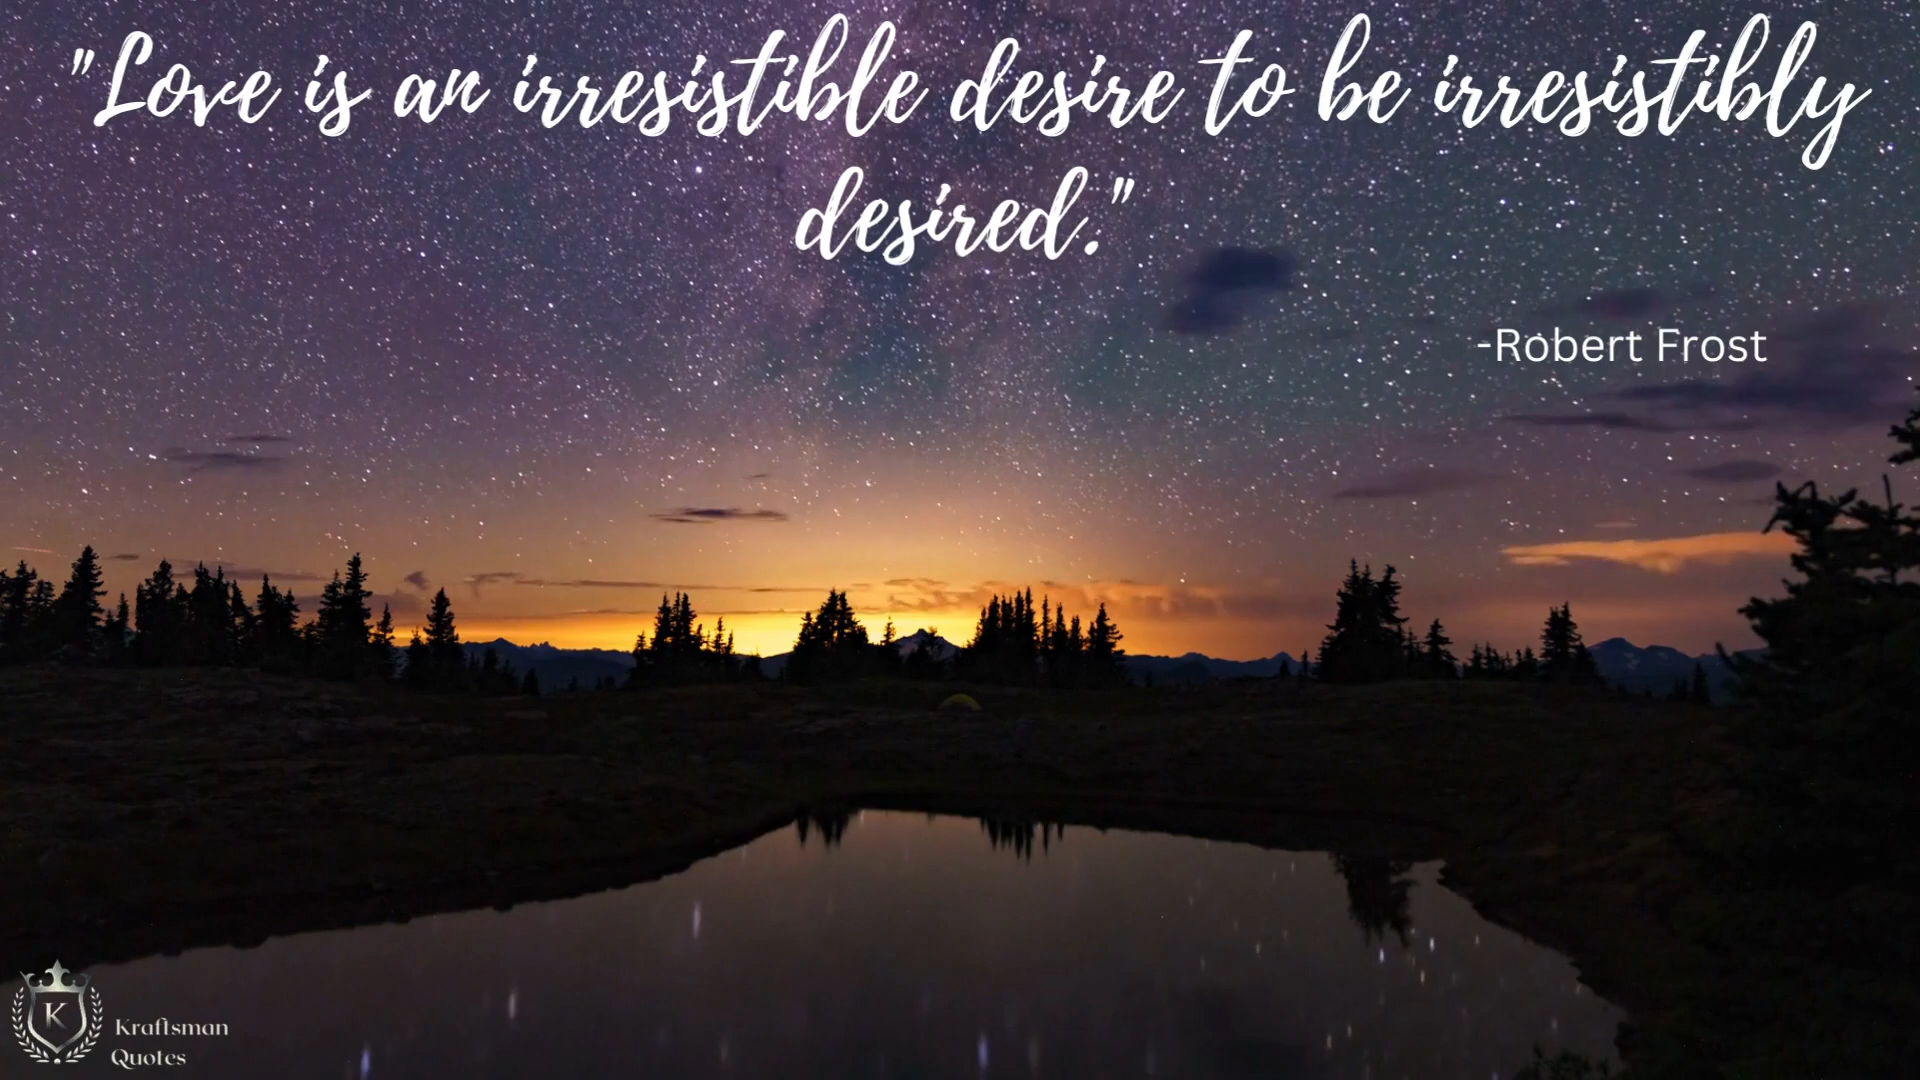 "Love is an irresistible desire to be irresistibly
desired."
-Robert Frost
K
Kraftsman
Quotes